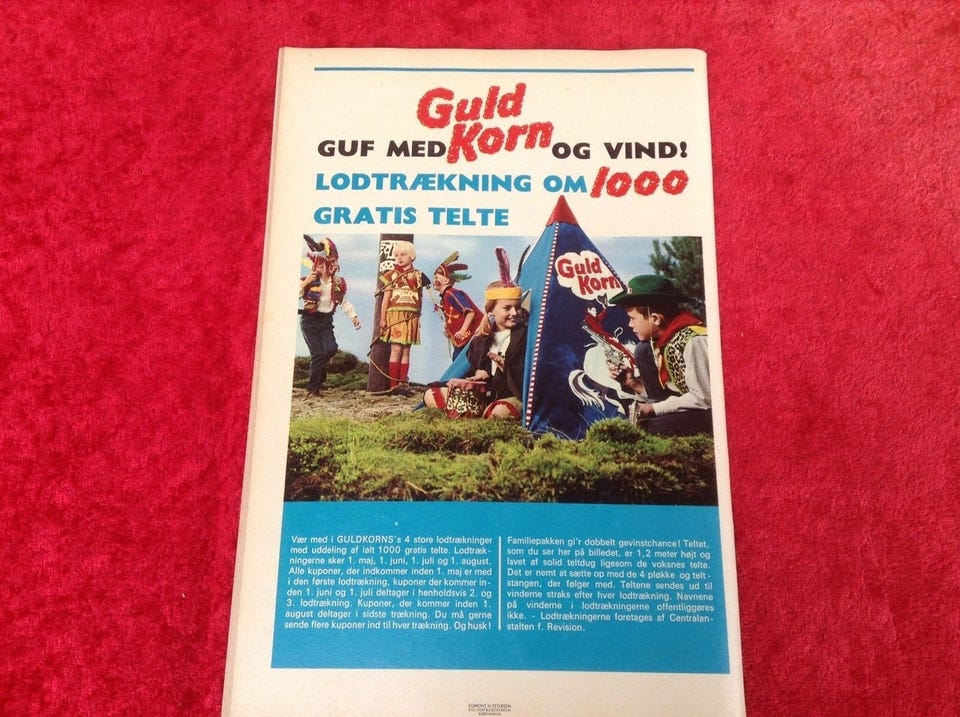 Guld
Korn
GUF MED OG VIND!
LODTRÆKNING OM 1000
GRATIS TELTE
Guld
Korn
Vær med i GULDKORNS's 4 store lodtrækninger
med uddeling af ialt 1000 gratis telte. Lodtræk-
ningerne sker 1. maj, 1. juni, 1. juli og 1. august.
Alle kuponer, der indkommer inden 1. maj er med
i den første lodtrækning, kuponer der kommer in-
den 1. juni og 1. juli deltager i henholdsvis 2. og
3. lodtrækning. Kuponer, der kommer inden 1.
august deltager i sidste trækning. Du må gerne
sende flere kuponer ind til hver trækning. Og husk!
Familiepakken gi'r dobbelt gevinstchance! Teltet,
som du ser her på billedet, er 1,2 meter højt og
lavet af solid teltdug ligesom de voksnes telte.
Det er nemt at sætte op med de 4 pløkke og telt-
stangen, der følger med. Teltene sendes ud til
vinderne straks efter hver lodtrækning. Navnene
på vinderne i lodtrækningerne offentliggøres
ikke. - Lodtrækningerne foretages af Centralan-
stalten f. Revision.
EGMONT H. PETERSEN
KGL. HOF-BOGTRYKKERI
KØBENHAVN